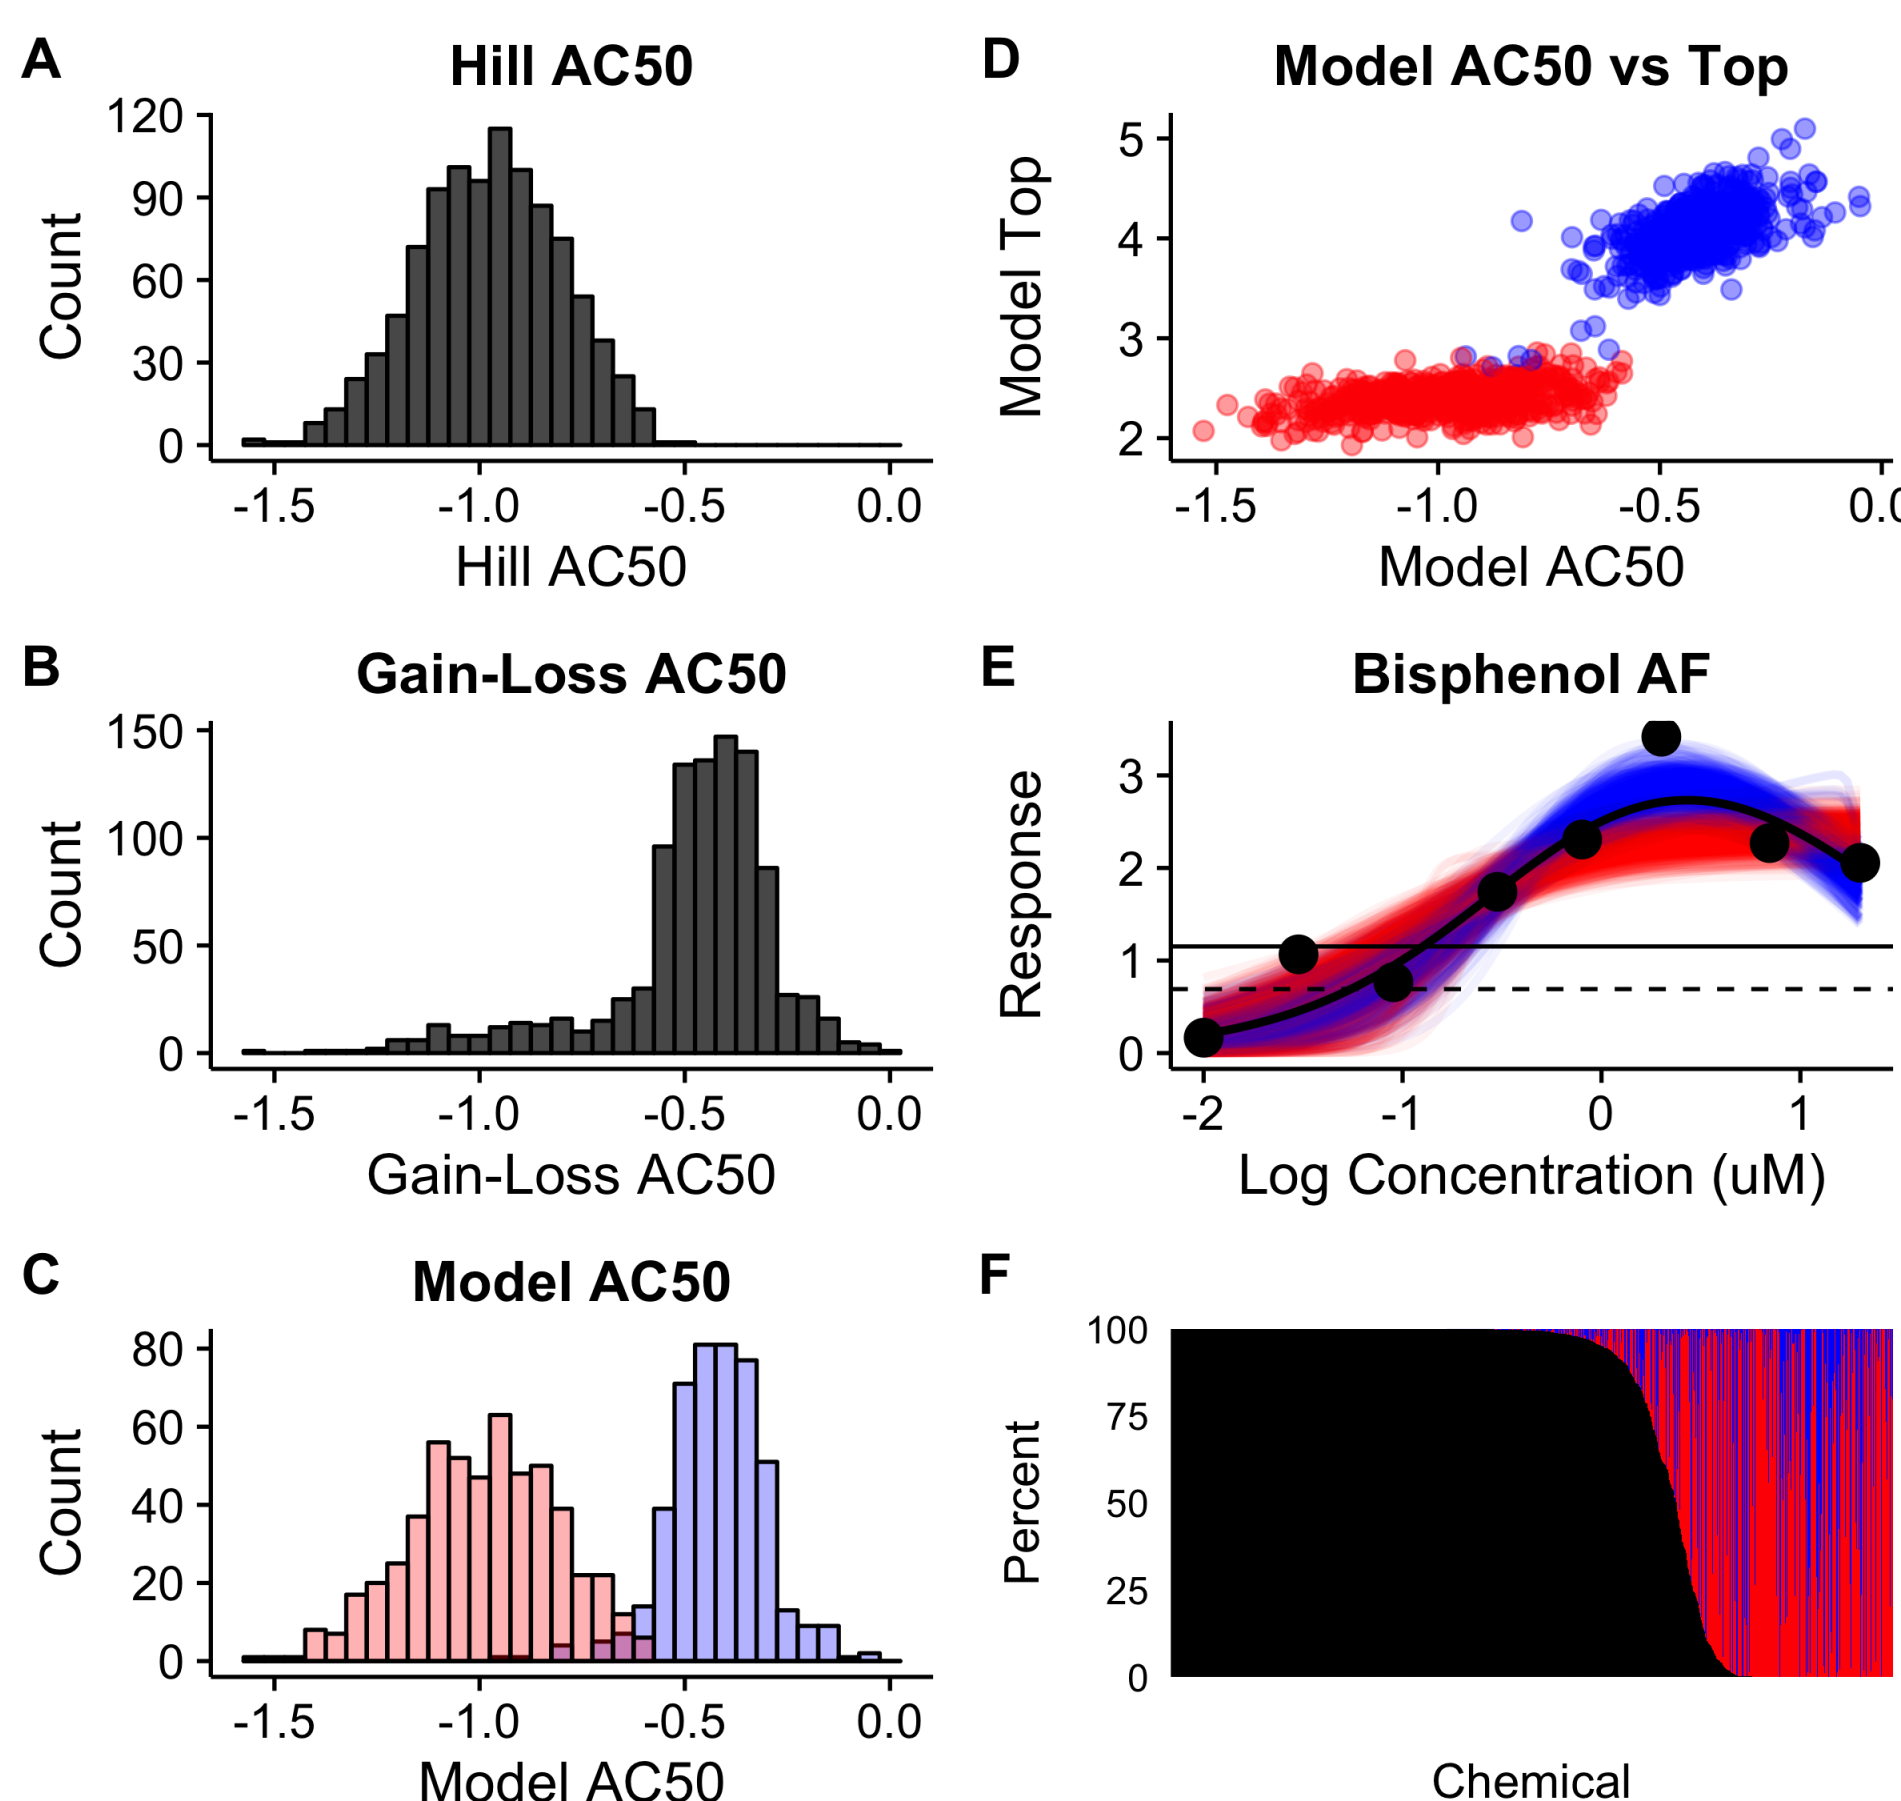 A
Hill AC50
Count
120
90
60
30
0
-1.5 -1.0 -0.5 0.0
Hill AC50
B
Gain-Loss AC50
Count
150
100
50
0
-1.5 -1.0 -0.5 0.0
Gain-Loss AC50
C
Model AC50
Count
80
60
40
20
0
-1.5 -1.0 -0.5 0.0
Model AC50
D
Model AC50 vs Top
Model Top
5
4
3
2
-1.5 -1.0 -0.5 0.0
Model AC50
E
Bisphenol AF
Response
3
2
1
0
-2 -1 0 1
Log Concentration (uM)
F
Percent
100
75
50
25
0
Chemical